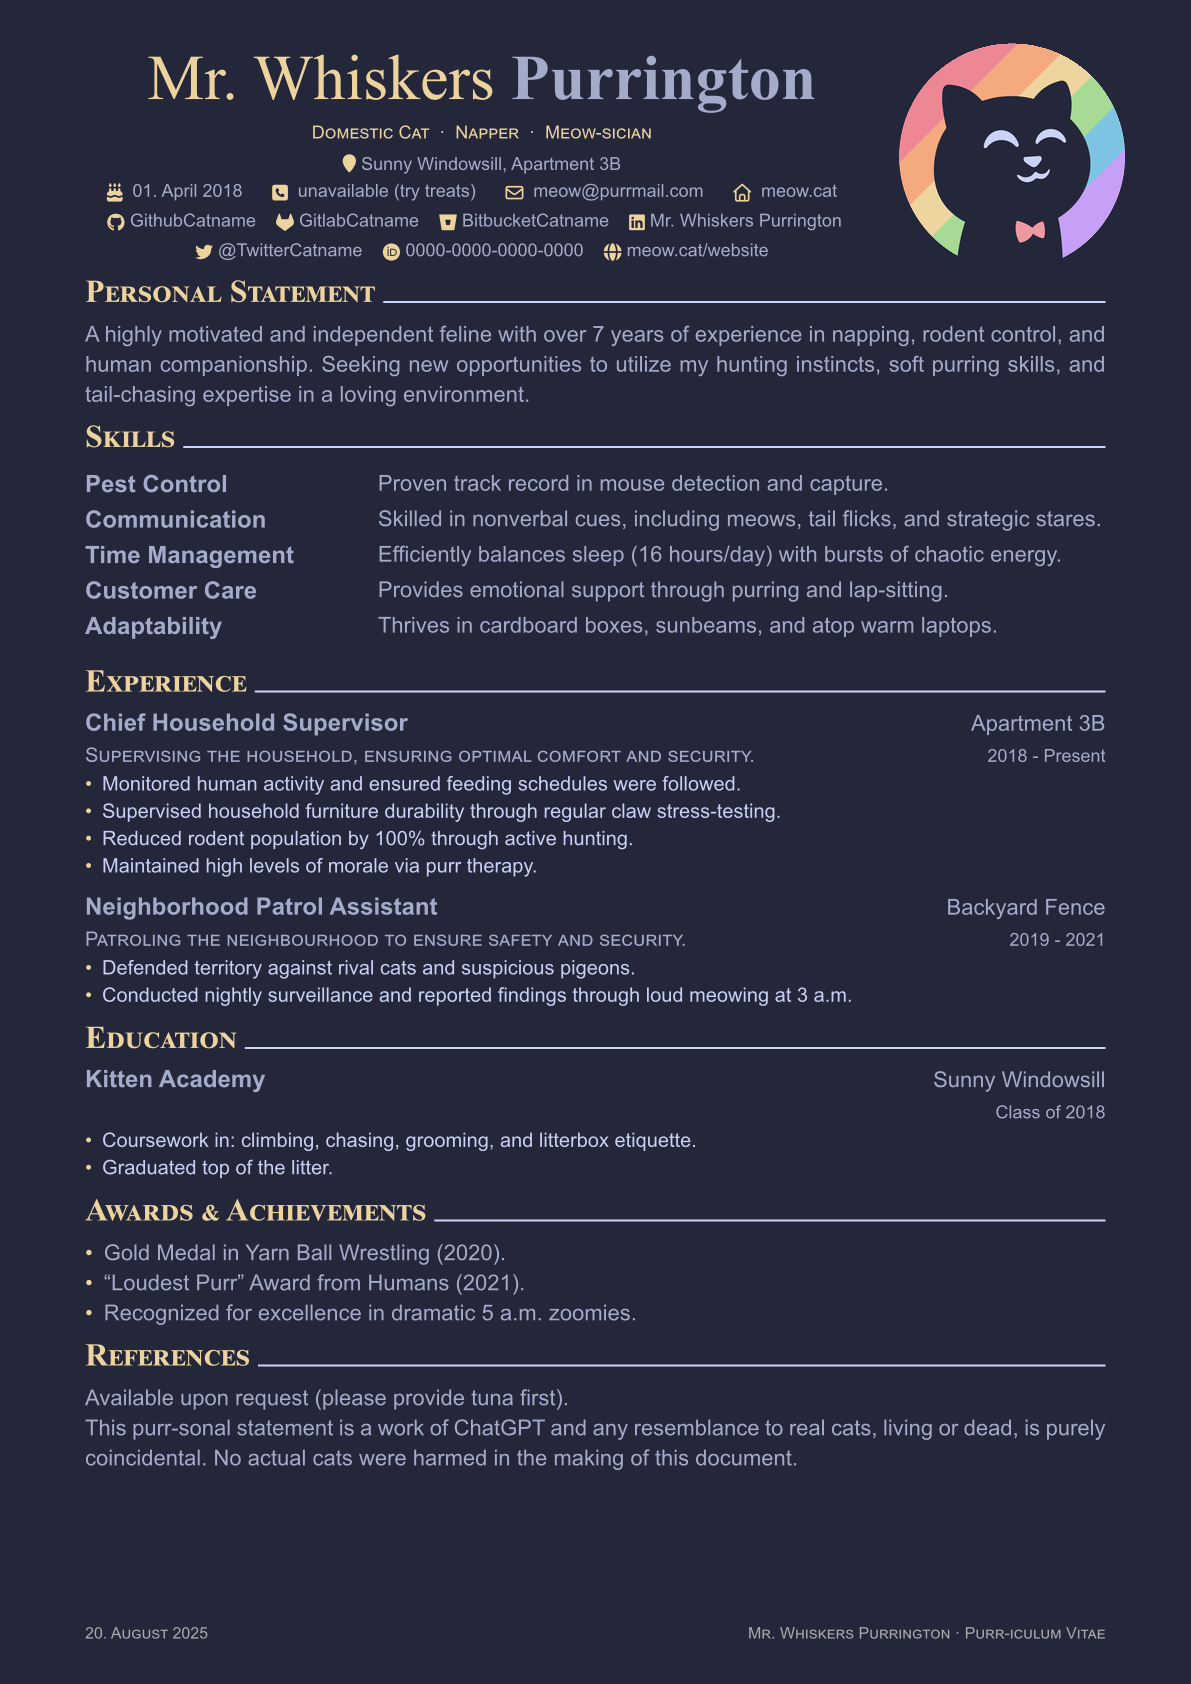 Mr. Whiskers Purrington
Domestic Cat · Napper · Meow-sician
Sunny Windowsill, Apartment 3B
01. April 2018 unavailable (try treats) meow@purrmail.com meow.cat
GithubCatname GitlabCatname BitbucketCatname Mr. Whiskers Purrington
@TwitterCatname iD 0000-0000-0000-0000 meow.cat/website
Personal Statement
A highly motivated and independent feline with over 7 years of experience in napping, rodent control, and
human companionship. Seeking new opportunities to utilize my hunting instincts, soft purring skills, and
tail-chasing expertise in a loving environment.
Skills
Pest Control Proven track record in mouse detection and capture.
Communication Skilled in nonverbal cues, including meows, tail flicks, and strategic stares.
Time Management Efficiently balances sleep (16 hours/day) with bursts of chaotic energy.
Customer Care Provides emotional support through purring and lap-sitting.
Adaptability Thrives in cardboard boxes, sunbeams, and atop warm laptops.
Experience
Chief Household Supervisor Apartment 3B
Supervising the household, ensuring optimal comfort and security. 2018 - Present
• Monitored human activity and ensured feeding schedules were followed.
• Supervised household furniture durability through regular claw stress-testing.
• Reduced rodent population by 100% through active hunting.
• Maintained high levels of morale via purr therapy.
Neighborhood Patrol Assistant Backyard Fence
Patroling the neighbourhood to ensure safety and security. 2019 - 2021
• Defended territory against rival cats and suspicious pigeons.
• Conducted nightly surveillance and reported findings through loud meowing at 3 a.m.
Education
Kitten Academy Sunny Windowsill
Class of 2018
• Coursework in: climbing, chasing, grooming, and litterbox etiquette.
• Graduated top of the litter.
Awards & Achievements
• Gold Medal in Yarn Ball Wrestling (2020).
• “Loudest Purr” Award from Humans (2021).
• Recognized for excellence in dramatic 5 a.m. zoomies.
References
Available upon request (please provide tuna first).
This purr-sonal statement is a work of ChatGPT and any resemblance to real cats, living or dead, is purely
coincidental. No actual cats were harmed in the making of this document.
20. August 2025 Mr. Whiskers Purrington · Purr-iculum Vitae